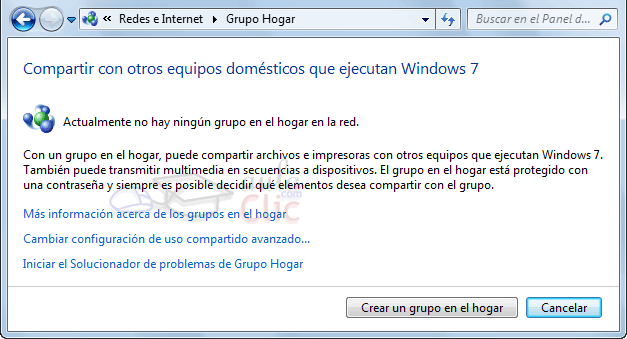 « Redes e Internet ▸ Grupo Hogar
Buscar en el Panel d...
Compartir con otros equipos domésticos que ejecutan Windows 7
Actualmente no hay ningún grupo en el hogar en la red.
Con un grupo en el hogar, puede compartir archivos e impresoras con otros equipos que ejecutan Windows 7.
También puede transmitir multimedia en secuencias a dispositivos. El grupo en el hogar está protegido con
una contraseña y siempre es posible decidir qué elementos desea compartir con el grupo.
.com
Clic
Más información acerca de los grupos en el hogar
Cambiar configuración de uso compartido avanzado...
Iniciar el Solucionador de problemas de Grupo Hogar
Crear un grupo en el hogar
Cancelar